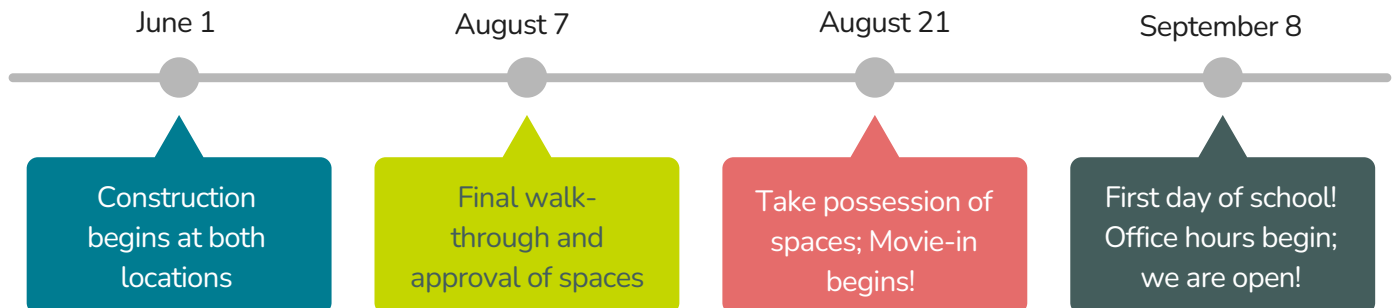 June 1
August 7
August 21
September 8
Construction
begins at both
locations
Final walk-
through and
approval of spaces
Take possession of
spaces; Movie-in
begins!
First day of school!
Office hours begin;
we are open!